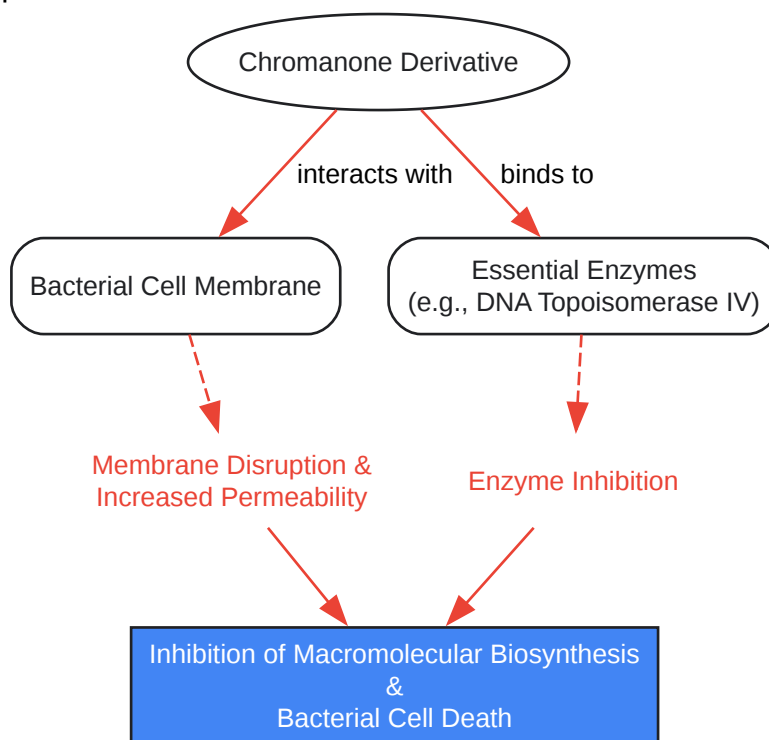 Chromanone Derivative
interacts with
binds to
Bacterial Cell Membrane
Essential Enzymes
(e.g., DNA Topoisomerase IV)
Membrane Disruption &
Increased Permeability
Enzyme Inhibition
Inhibition of Macromolecular Biosynthesis
&
Bacterial Cell Death